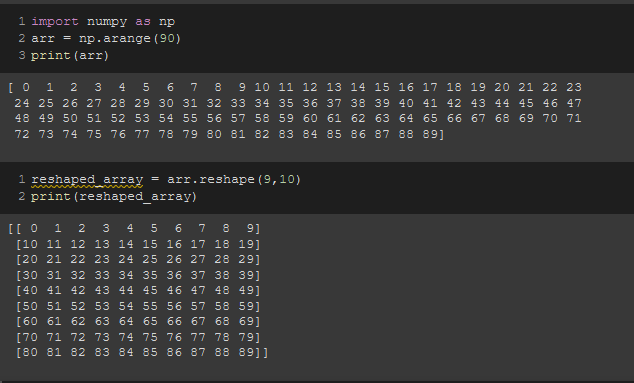 1 import numpy as np
2 arr = np.arange(90)
3 print(arr)
[ 0  1  2  3  4  5  6  7  8  9 10 11 12 13 14 15 16 17 18 19 20 21 22 23
 24 25 26 27 28 29 30 31 32 33 34 35 36 37 38 39 40 41 42 43 44 45 46 47
 48 49 50 51 52 53 54 55 56 57 58 59 60 61 62 63 64 65 66 67 68 69 70 71
 72 73 74 75 76 77 78 79 80 81 82 83 84 85 86 87 88 89]
1 reshaped_array = arr.reshape(9,10)
2 print(reshaped_array)
[[ 0  1  2  3  4  5  6  7  8  9]
 [10 11 12 13 14 15 16 17 18 19]
 [20 21 22 23 24 25 26 27 28 29]
 [30 31 32 33 34 35 36 37 38 39]
 [40 41 42 43 44 45 46 47 48 49]
 [50 51 52 53 54 55 56 57 58 59]
 [60 61 62 63 64 65 66 67 68 69]
 [70 71 72 73 74 75 76 77 78 79]
 [80 81 82 83 84 85 86 87 88 89]]